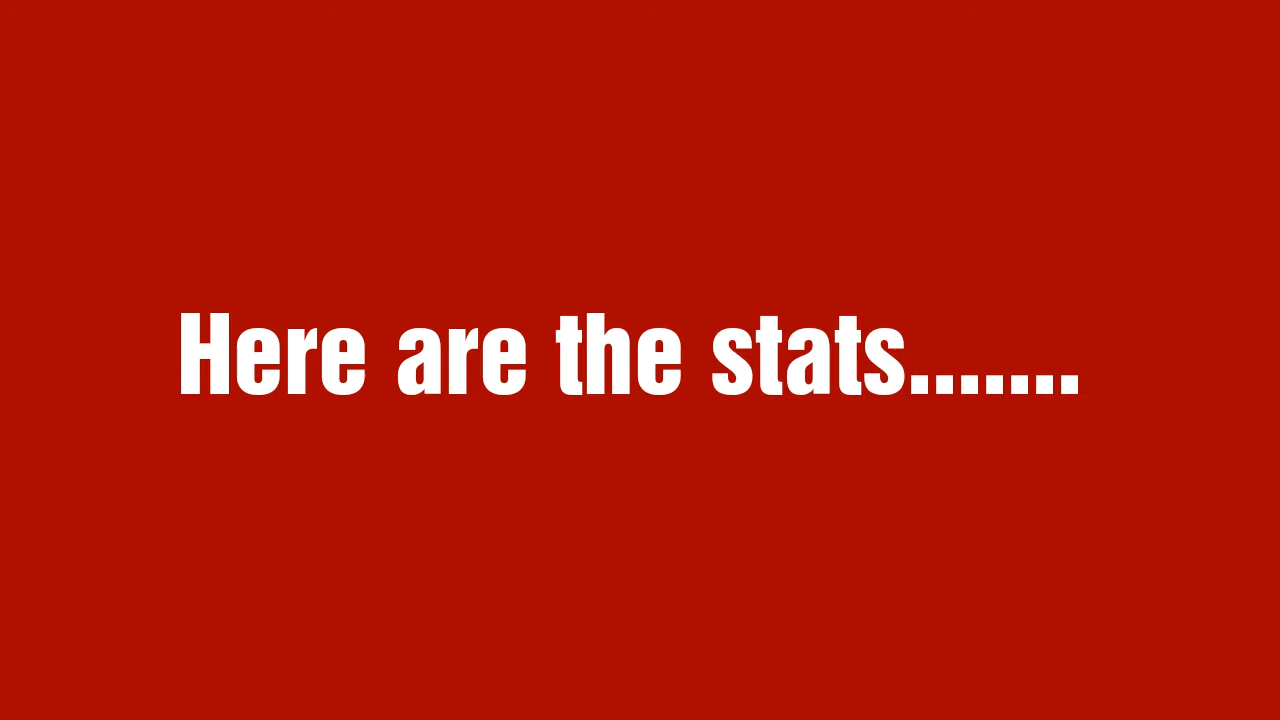 Here are the stats.......